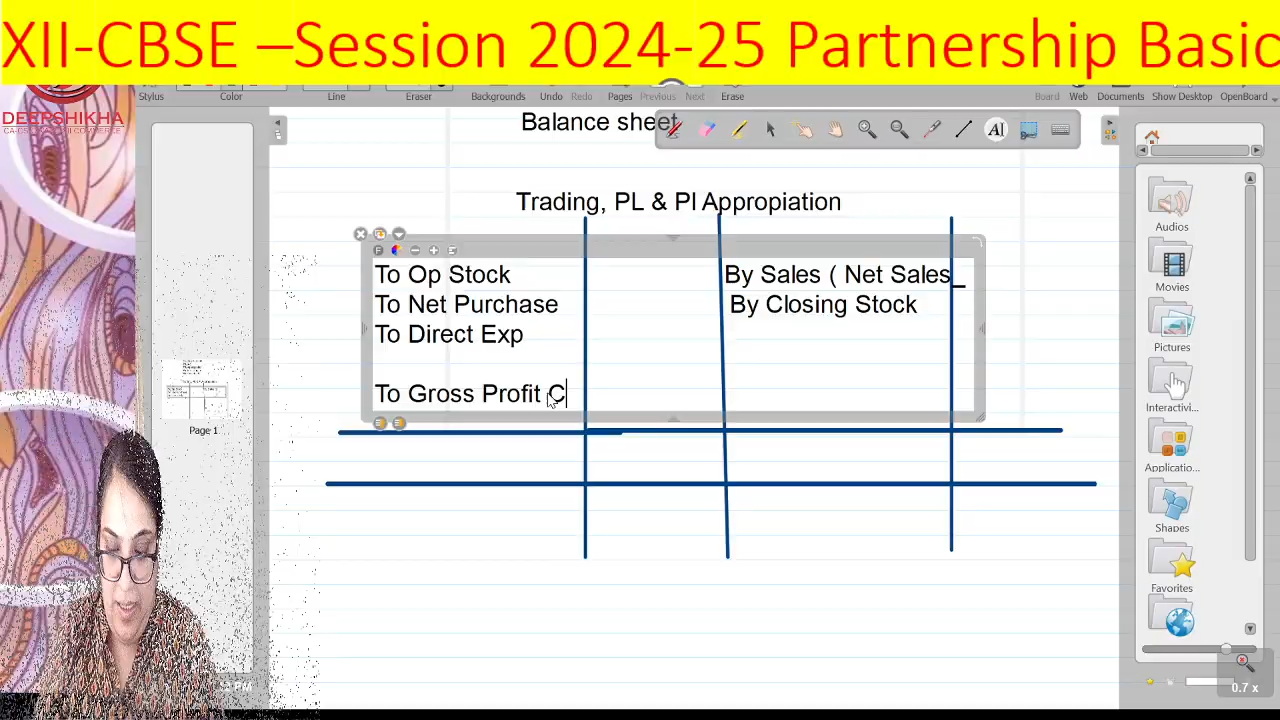 XII-CBSE –Session 2024-25 Partnership Basic
DEEPSHIKHA
Styles Color Line Eraser Backgrounds Undo Redo Pages Previous Next Erase Board Web Documents Show Desktop OpenBoard
Balance sheet
Trading, PL & Pl Appropiation
To Op Stock By Sales ( Net Sales_
To Net Purchase By Closing Stock
To Direct Exp
To Gross Profit C
Page 1
Audios
Movies
Pictures
Interactivi...
Applicatio...
Shapes
Favorites
0.7 x